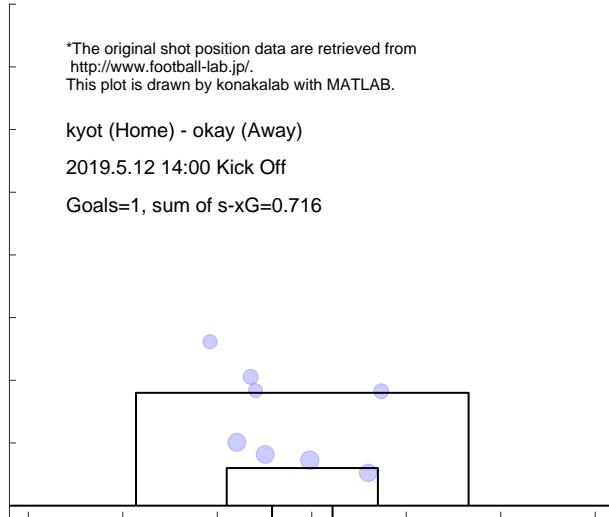 *The original shot position data are retrieved from
http://www.football-lab.jp/.
This plot is drawn by konakalab with MATLAB.
kyot (Home) - okay (Away)
2019.5.12 14:00 Kick Off
Goals=1, sum of s-xG=0.716